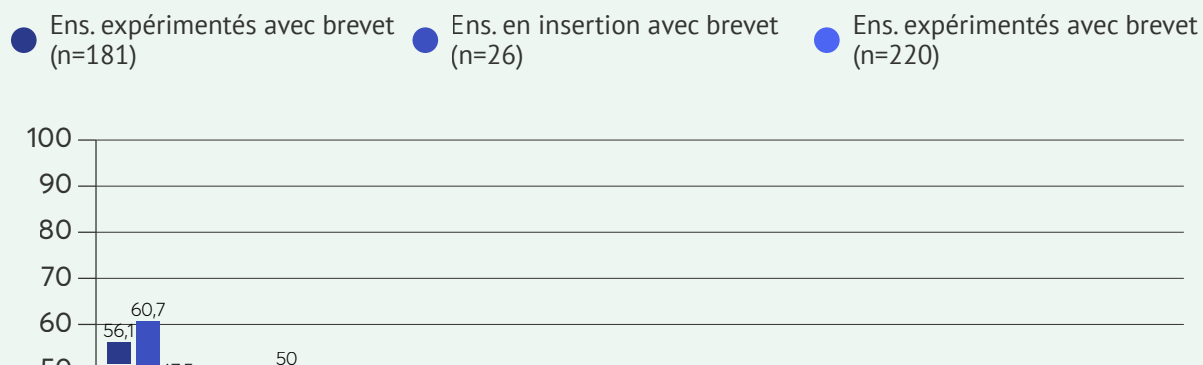 Ens. expérimentés avec brevet
(n=181)
Ens. en insertion avec brevet
(n=26)
Ens. expérimentés avec brevet
(n=220)
100
90
80
70
60,7
60
56,1
50